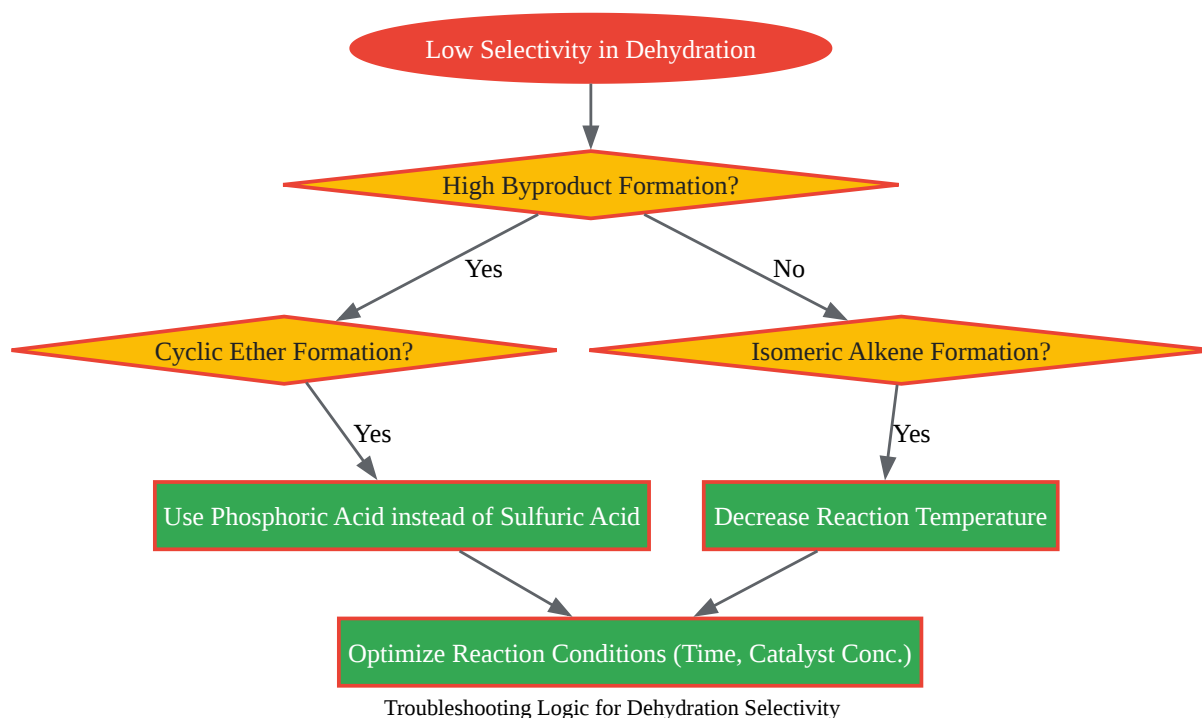 Low Selectivity in Dehydration
High Byproduct Formation?
Yes
No
Cyclic Ether Formation?
Isomeric Alkene Formation?
Yes
Yes
Use Phosphoric Acid instead of Sulfuric Acid
Decrease Reaction Temperature
Optimize Reaction Conditions (Time, Catalyst Conc.)
Troubleshooting Logic for Dehydration Selectivity